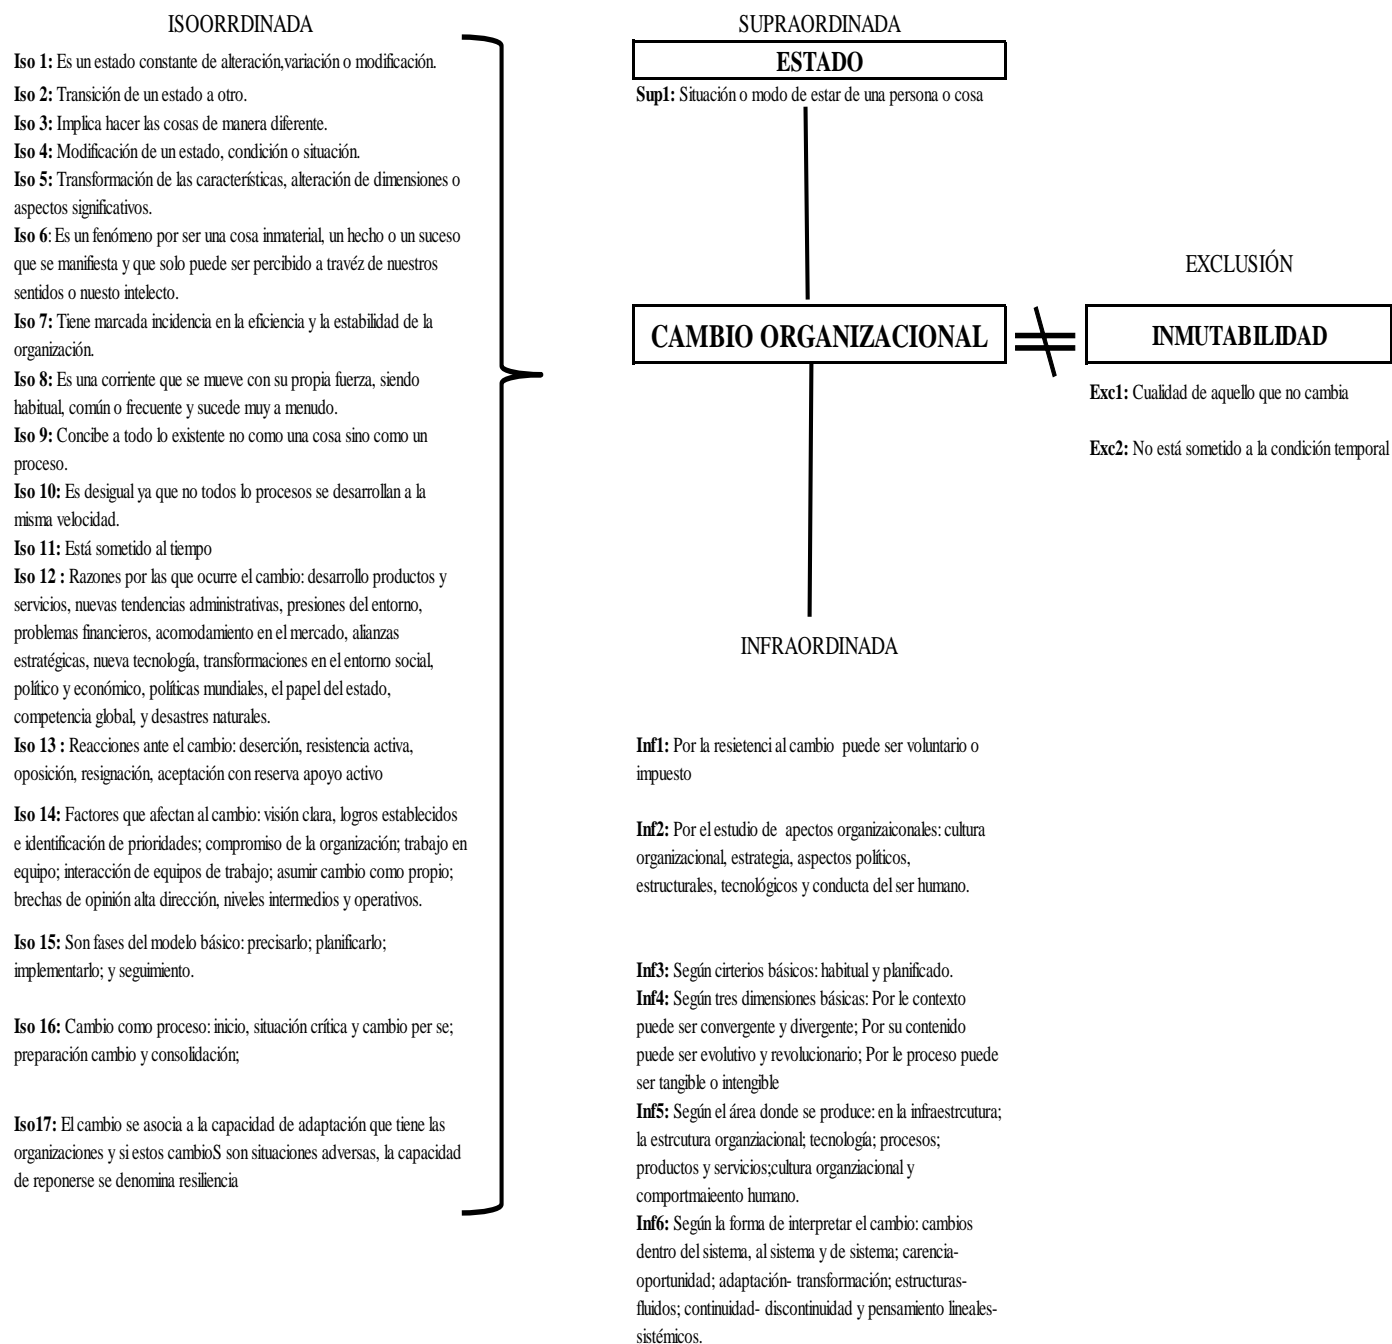 ISOORRDINADA
Iso 1: Es un estado constante de alteración,variación o modificación.
Iso 2: Transición de un estado a otro.
Iso 3: Implica hacer las cosas de manera diferente.
Iso 4: Modificación de un estado, condición o situación.
Iso 5: Transformación de las características, alteración de dimensiones o
aspectos significativos.
Iso 6: Es un fenómeno por ser una cosa inmaterial, un hecho o un suceso
que se manifiesta y que solo puede ser percibido a travéz de nuestros
sentidos o nuesto intelecto.
Iso 7: Tiene marcada incidencia en la eficiencia y la estabilidad de la
organización.
Iso 8: Es una corriente que se mueve con su propia fuerza, siendo
habitual, común o frecuente y sucede muy a menudo.
Iso 9: Concibe a todo lo existente no como una cosa sino como un
proceso.
Iso 10: Es desigual ya que no todos lo procesos se desarrollan a la
misma velocidad.
Iso 11: Está sometido al tiempo
Iso 12 : Razones por las que ocurre el cambio: desarrollo productos y
servicios, nuevas tendencias administrativas, presiones del entorno,
problemas financieros, acomodamiento en el mercado, alianzas
estratégicas, nueva tecnología, transformaciones en el entorno social,
político y económico, políticas mundiales, el papel del estado,
competencia global, y desastres naturales.
Iso 13 : Reacciones ante el cambio: deserción, resistencia activa,
oposición, resignación, aceptación con reserva apoyo activo
Iso 14: Factores que afectan al cambio: visión clara, logros establecidos
e identificación de prioridades; compromiso de la organización; trabajo en
equipo; interacción de equipos de trabajo; asumir cambio como propio;
brechas de opinión alta dirección, niveles intermedios y operativos.
Iso 15: Son fases del modelo básico: precisarlo; planificarlo;
implementarlo; y seguimiento.
Iso 16: Cambio como proceso: inicio, situación crítica y cambio per se;
preparación cambio y consolidación;
Iso17: El cambio se asocia a la capacidad de adaptación que tiene las
organizaciones y si estos cambioS son situaciones adversas, la capacidad
de reponerse se denomina resiliencia
SUPRAORDINADA
ESTADO
Sup1: Situación o modo de estar de una persona o cosa
CAMBIO ORGANIZACIONAL
EXCLUSIÓN
INMUTABILIDAD
Exc1: Cualidad de aquello que no cambia
Exc2: No está sometido a la condición temporal
INFRAORDINADA
Inf1: Por la resietenci al cambio puede ser voluntario o
impuesto
Inf2: Por el estudio de apectos organizaiconales: cultura
organizacional, estrategia, aspectos políticos,
estructurales, tecnológicos y conducta del ser humano.
Inf3: Según cirterios básicos: habitual y planificado.
Inf4: Según tres dimensiones básicas: Por le contexto
puede ser convergente y divergente; Por su contenido
puede ser evolutivo y revolucionario; Por le proceso puede
ser tangible o intengible
Inf5: Según el área donde se produce: en la infraestrcutura;
la estrcutura organziacional; tecnología; procesos;
productos y servicios;cultura organziacional y
comportmaieento humano.
Inf6: Según la forma de interpretar el cambio: cambios
dentro del sistema, al sistema y de sistema; carencia-
oportunidad; adaptación- transformación; estructuras-
fluidos; continuidad- discontinuidad y pensamiento lineales-
sistémicos.